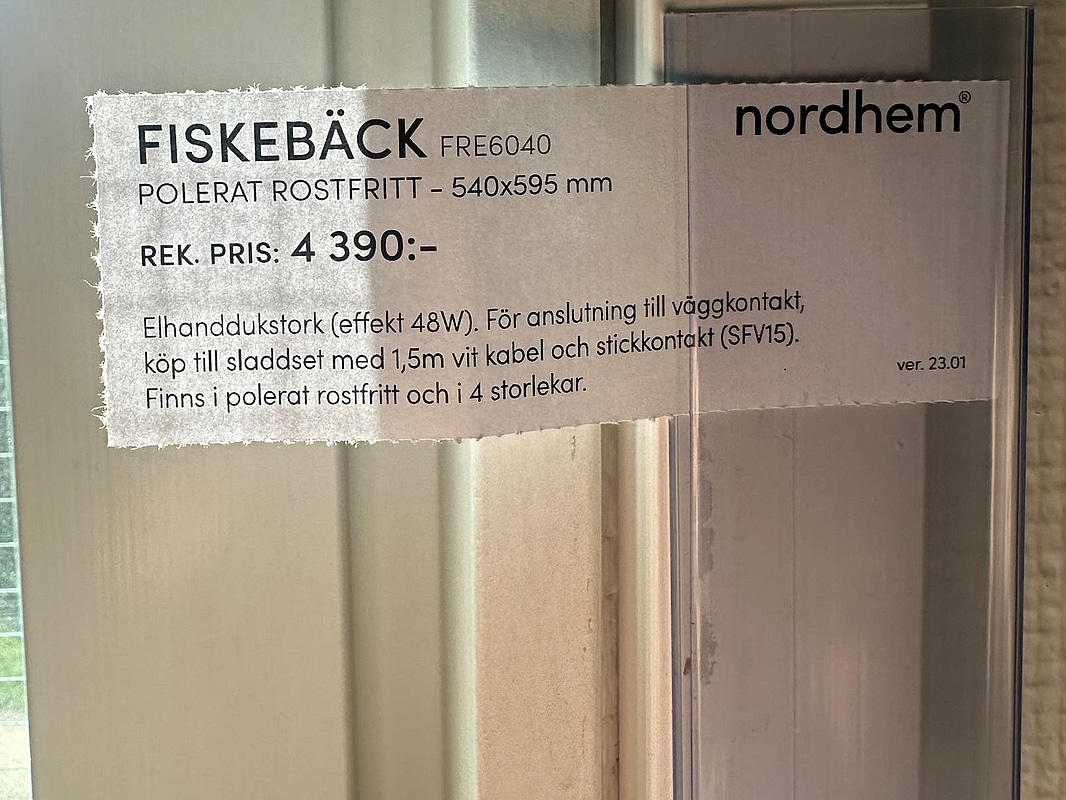 nordhem®
FISKEBÄCK FRE6040
POLERAT ROSTFRITT - 540x595 mm
REK. PRIS: 4 390:-
Elhanddukstork (effekt 48W). För anslutning till väggkontakt,
köp till sladdset med 1,5m vit kabel och stickkontakt (SFV15).
Finns i polerat rostfritt och i 4 storlekar.
ver. 23.01